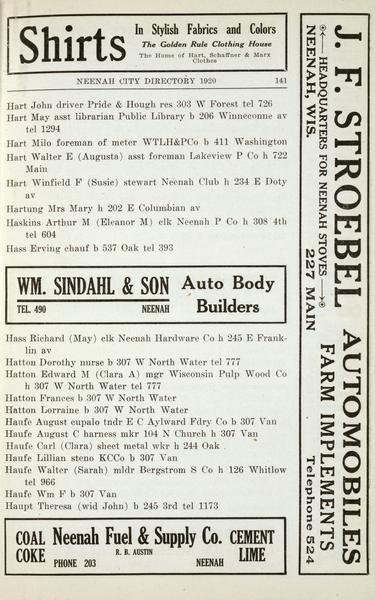 Shirts
In Stylish Fabrics and Colors
The Golden Rule Clothing House
The Home of Hart, Schaffner & Marx
Clothes
NEENAH CITY DIRECTORY 1920 141
Hart John driver Pride & Hough res 303 W Forest tel 726
Hart May asst librarian Public Library b 206 Winneconne av
tel 1294
Hart Milo foreman of meter WTLH&PCo b 411 Washington
Hart Walter E (Augusta) asst foreman Lakeview P Co h 722
Main
Hart Winfield F (Susie) stewart Neenah Club h 234 E Doty
av
Hartung Mrs Mary h 202 E Columbian av
Haskins Arthur M (Eleanor M) clk Neenah P Co h 308 4th
tel 604
Hass Erving chauf b 537 Oak tel 393
WM. SINDAHL & SON
TEL. 490 NEENAH
Auto Body
Builders
Hass Richard (May) clk Neenah Hardware Co h 245 E Frank-
lin av
Hatton Dorothy nurse b 307 W North Water tel 777
Hatton Edward M (Clara A) mgr Wisconsin Pulp Wood Co
h 307 W North Water tel 777
Hatton Frances b 307 W North Water
Hatton Lorraine b 307 W North Water
Haufe August cupalo tndr E C Aylward Fdry Co b 307 Van
Haufe August C harness mkr 104 N Church h 307 Van
Haufe Carl (Clara) sheet metal wkr h 244 Oak
Haufe Lillian steno KCCo b 307 Van
Haufe Walter (Sarah) mldr Bergstrom S Co h 126 Whitlow
tel 966
Haufe Wm F b 307 Van
Haupt Theresa (wid John) b 245 3rd tel 1173
COAL
COKE
Neenah Fuel & Supply Co.
R. B. AUSTIN
PHONE 203 NEENAH
CEMENT
LIME
J. F. STROEBEL
HEADQUARTERS FOR NEENAH STOVES
NEENAH, WIS. 227 MAIN
AUTOMOBILES
FARM IMPLEMENTS
Telephone 524